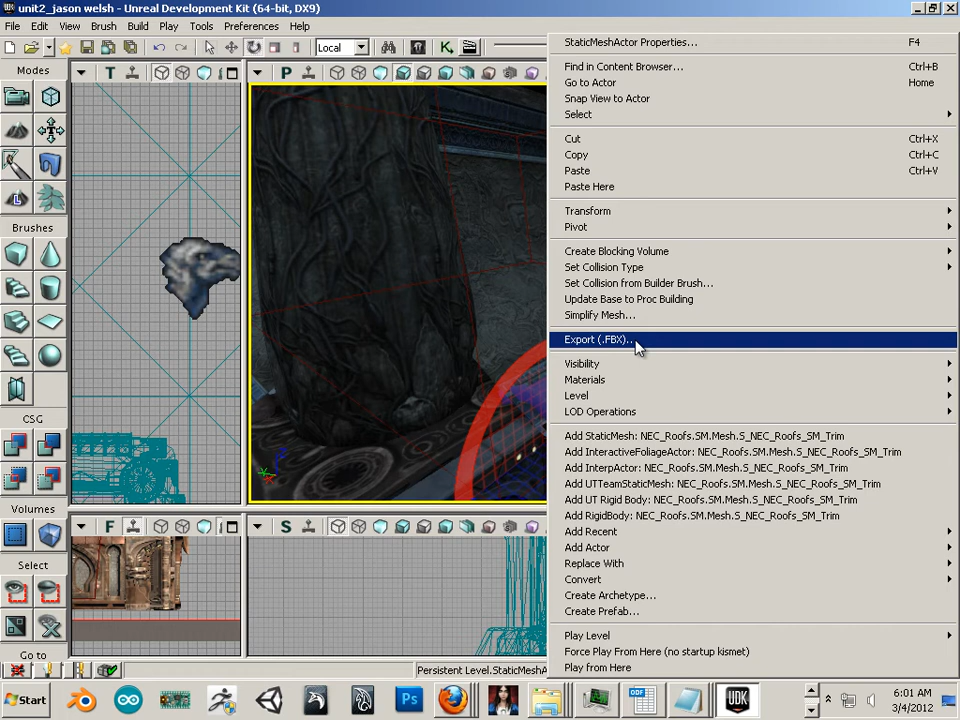 unit2_jason welsh - Unreal Development Kit (64-bit, DX9)
File Edit View Brush Build Play Tools Preferences Help
Local
Modes
T
P
Brushes
CSG
Volumes
Select
Go to
F
S
StaticMeshActor Properties... F4
Find in Content Browser... Ctrl+B
Go to Actor Home
Snap View to Actor
Select
Cut Ctrl+X
Copy Ctrl+C
Paste Ctrl+V
Paste Here
Transform
Pivot
Create Blocking Volume
Set Collision Type
Set Collision from Builder Brush...
Update Base to Proc Building
Simplify Mesh...
Export (.FBX)...
Visibility
Materials
Level
LOD Operations
Add StaticMesh: NEC_Roofs.SM.Mesh.S_NEC_Roofs_SM_Trim
Add InteractiveFoliageActor: NEC_Roofs.SM.Mesh.S_NEC_Roofs_SM_Trim
Add InterpActor: NEC_Roofs.SM.Mesh.S_NEC_Roofs_SM_Trim
Add UTTeamStaticMesh: NEC_Roofs.SM.Mesh.S_NEC_Roofs_SM_Trim
Add UT Rigid Body: NEC_Roofs.SM.Mesh.S_NEC_Roofs_SM_Trim
Add RigidBody: NEC_Roofs.SM.Mesh.S_NEC_Roofs_SM_Trim
Add Recent
Add Actor
Replace With
Convert
Create Archetype...
Create Prefab...
Play Level
Force Play From Here (no startup kismet)
Play from Here
Persistent Level.StaticMeshA
Start
Ps
ODF
UDK
6:01 AM
3/4/2012